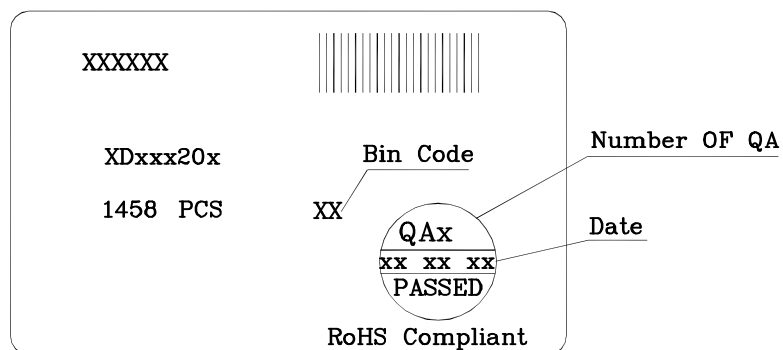 XXXXXX
XDxxx20x
Bin Code
Number OF QA
1458 PCS
XX
QAx
Date
xx xx xx
PASSED
RoHS Compliant